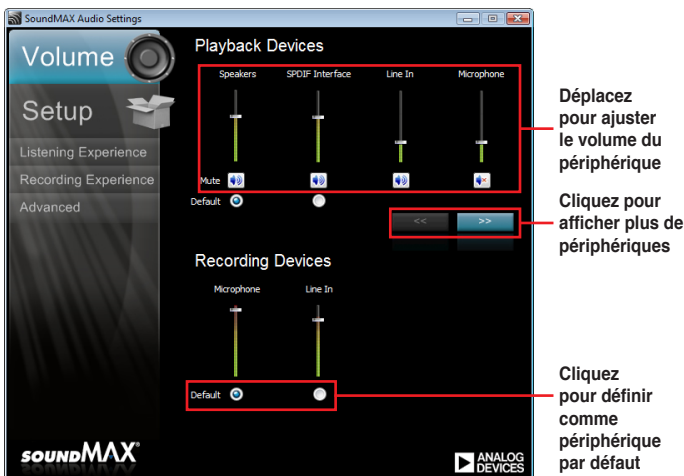 SoundMAX Audio Settings
Volume
Setup
Listening Experience
Recording Experience
Advanced
Playback Devices
Speakers SPDIF Interface Line In Microphone
Mute
Default
<< >>
Recording Devices
Microphone Line In
Default
SOUNDMAX®
ANALOG
DEVICES
Déplacez
pour ajuster
le volume du
périphérique
Cliquez pour
afficher plus de
périphériques
Cliquez
pour définir
comme
périphérique
par défaut